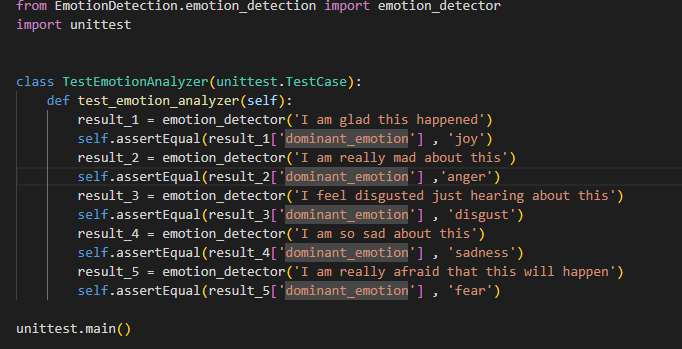 from EmotionDetection.emotion_detection import emotion_detector
import unittest
class TestEmotionAnalyzer(unittest.TestCase):
def test_emotion_analyzer(self):
result_1 = emotion_detector('I am glad this happened')
self.assertEqual(result_1['dominant_emotion'] , 'joy')
result_2 = emotion_detector('I am really mad about this')
self.assertEqual(result_2['dominant_emotion'] ,'anger')
result_3 = emotion_detector('I feel disgusted just hearing about this')
self.assertEqual(result_3['dominant_emotion'] , 'disgust')
result_4 = emotion_detector('I am so sad about this')
self.assertEqual(result_4['dominant_emotion'] , 'sadness')
result_5 = emotion_detector('I am really afraid that this will happen')
self.assertEqual(result_5['dominant_emotion'] , 'fear')
unittest.main()